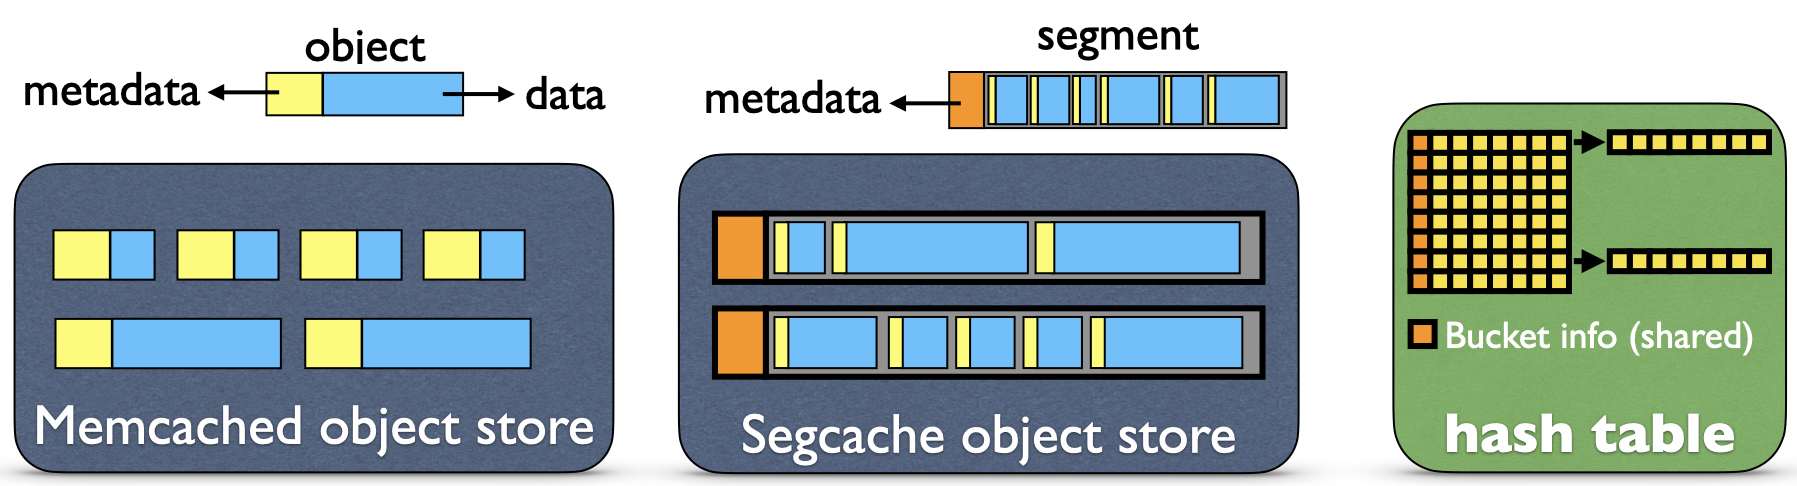 object
metadata
data
Memcached object store
segment
metadata
Segcache object store
Bucket info (shared)
hash table